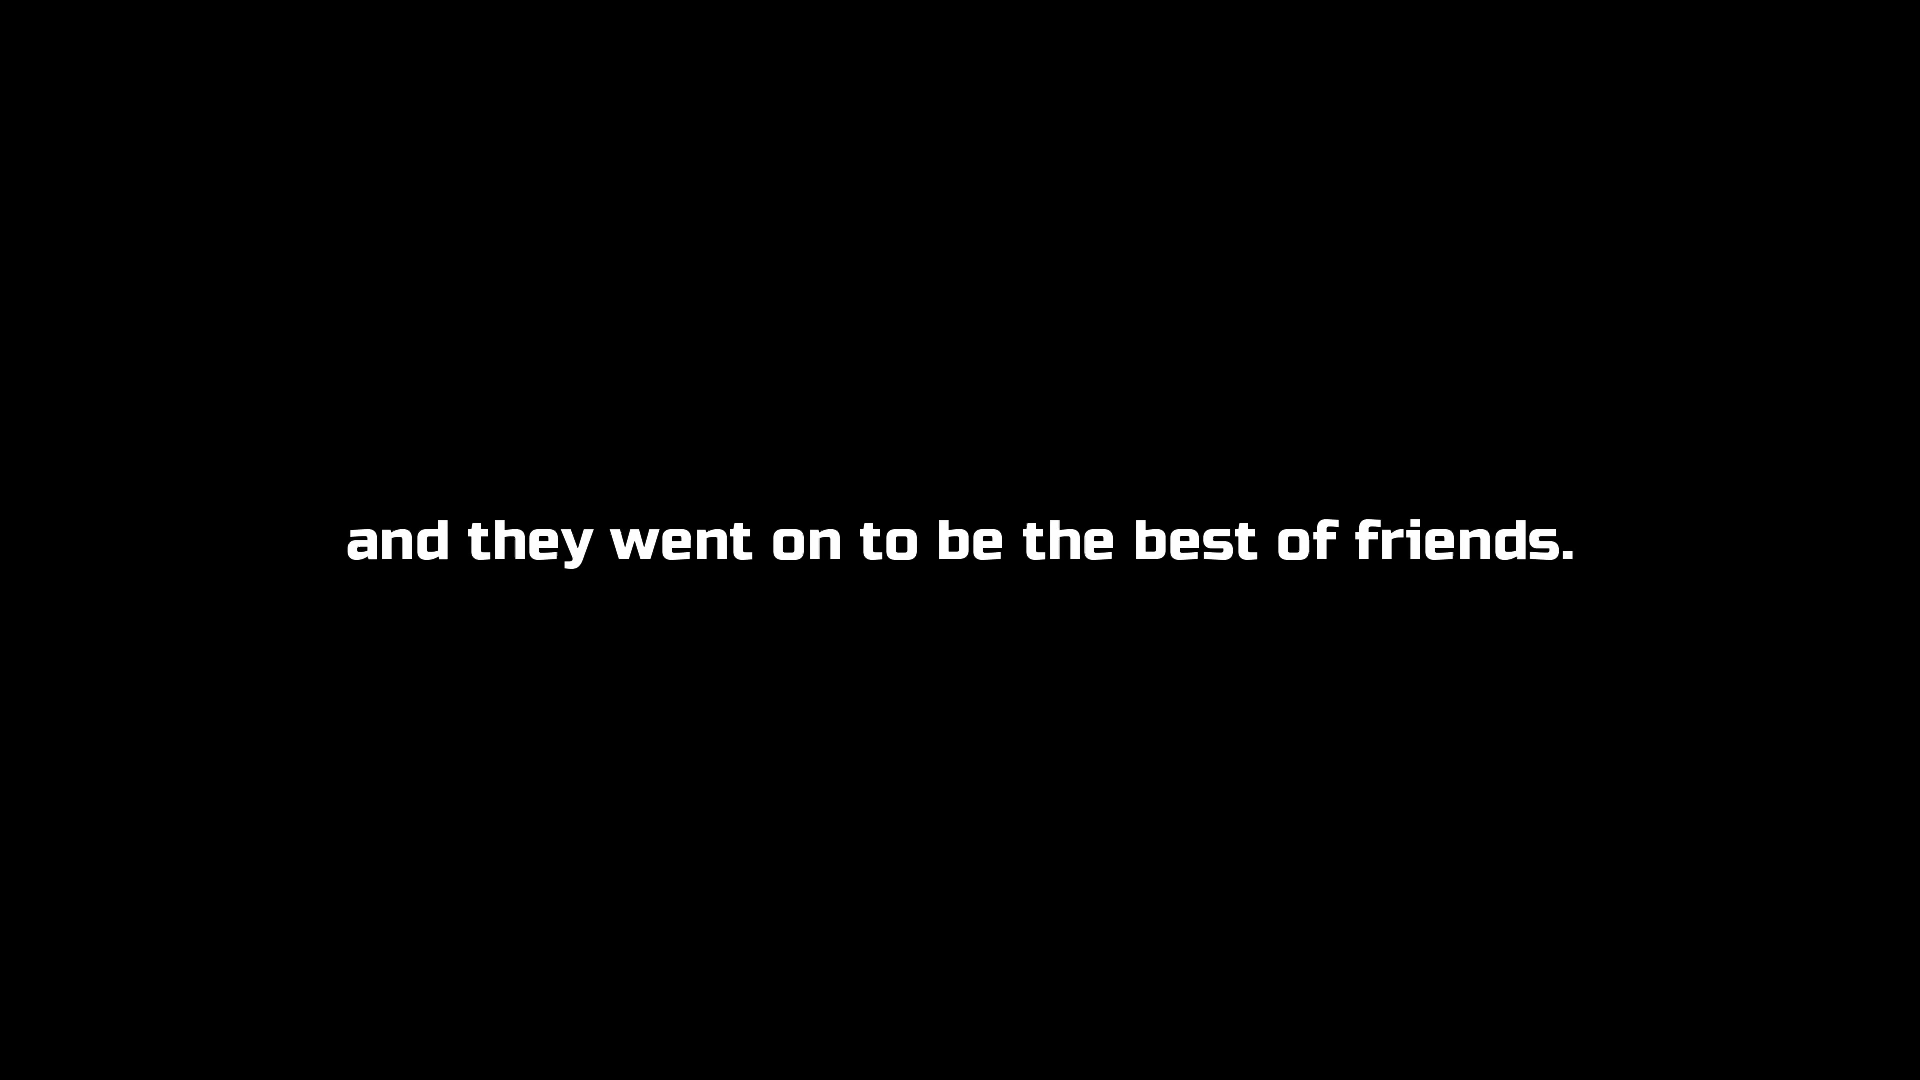 and they went on to be the best of friends.